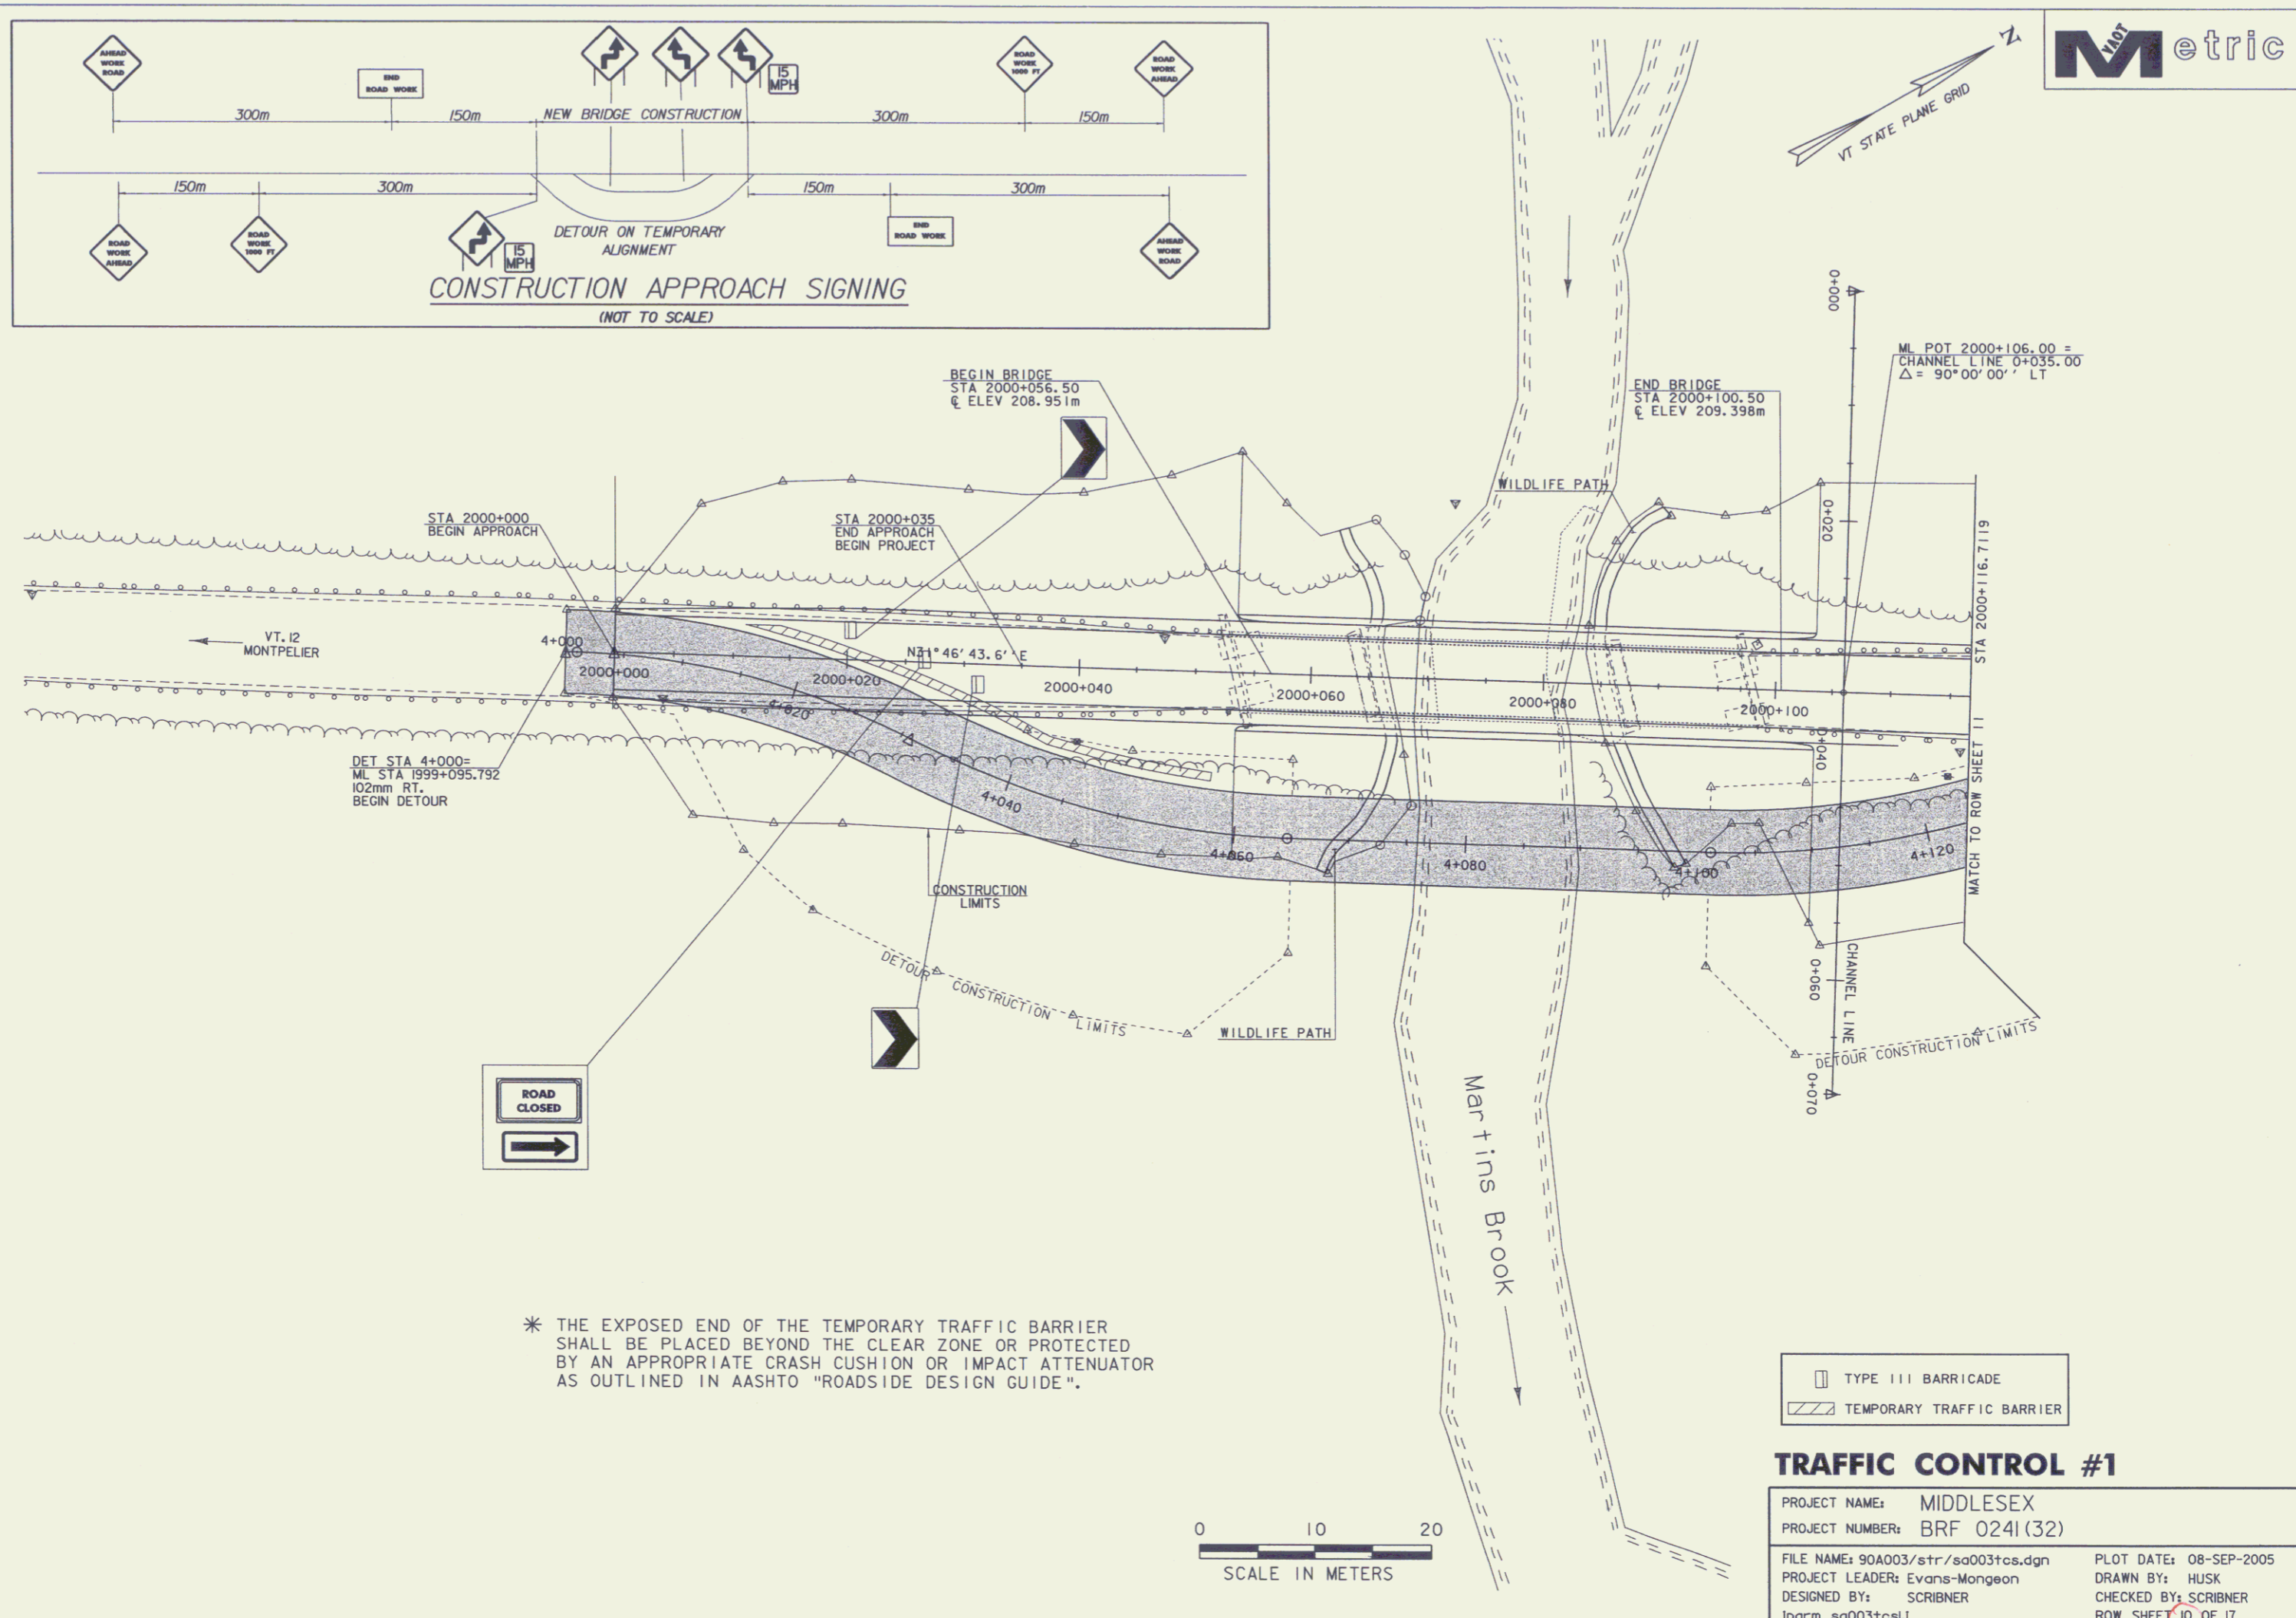 AHEAD
WORK
ROAD
END
ROAD WORK
15
MPH
ROAD
WORK
1000 FT
ROAD
WORK
AHEAD
300m
150m
NEW BRIDGE CONSTRUCTION
300m
150m
150m
300m
150m
300m
ROAD
WORK
AHEAD
ROAD
WORK
1000 FT
15
MPH
DETOUR ON TEMPORARY
ALIGNMENT
END
ROAD WORK
AHEAD
WORK
ROAD
CONSTRUCTION APPROACH SIGNING
(NOT TO SCALE)
N
VT STATE PLANE GRID
VAOT
Metric
0+000
ML POT 2000+106.00 =
CHANNEL LINE 0+035.00
Δ= 90°00'00'' LT
BEGIN BRIDGE
STA 2000+056.50
℄ ELEV 208.951m
END BRIDGE
STA 2000+100.50
℄ ELEV 209.398m
WILDLIFE PATH
STA 2000+000
BEGIN APPROACH
STA 2000+035
END APPROACH
BEGIN PROJECT
0+020
STA 2000+116.7119
VT. 12
MONTPELIER
4+000
2000+000
2000+020
N31°46'43.6''E
2000+040
2000+060
2000+080
2000+100
4+020
4+040
4+060
4+080
4+100
4+120
0+040
MATCH TO ROW SHEET 11
DET STA 4+000=
ML STA 1999+095.792
102mm RT.
BEGIN DETOUR
CONSTRUCTION
LIMITS
DETOUR CONSTRUCTION LIMITS
WILDLIFE PATH
CHANNEL LINE
0+060
DETOUR CONSTRUCTION LIMITS
0+070
ROAD
CLOSED
Martins Brook
✳ THE EXPOSED END OF THE TEMPORARY TRAFFIC BARRIER
SHALL BE PLACED BEYOND THE CLEAR ZONE OR PROTECTED
BY AN APPROPRIATE CRASH CUSHION OR IMPACT ATTENUATOR
AS OUTLINED IN AASHTO "ROADSIDE DESIGN GUIDE".
TYPE III BARRICADE
TEMPORARY TRAFFIC BARRIER
TRAFFIC CONTROL #1
PROJECT NAME: MIDDLESEX
PROJECT NUMBER: BRF 0241(32)
0 10 20
SCALE IN METERS
FILE NAME: 90A003/str/sa003tcs.dgn
PLOT DATE: 08-SEP-2005
PROJECT LEADER: Evans-Mongeon
DRAWN BY: HUSK
DESIGNED BY: SCRIBNER
CHECKED BY: SCRIBNER
ROW SHEET 10 OF 17